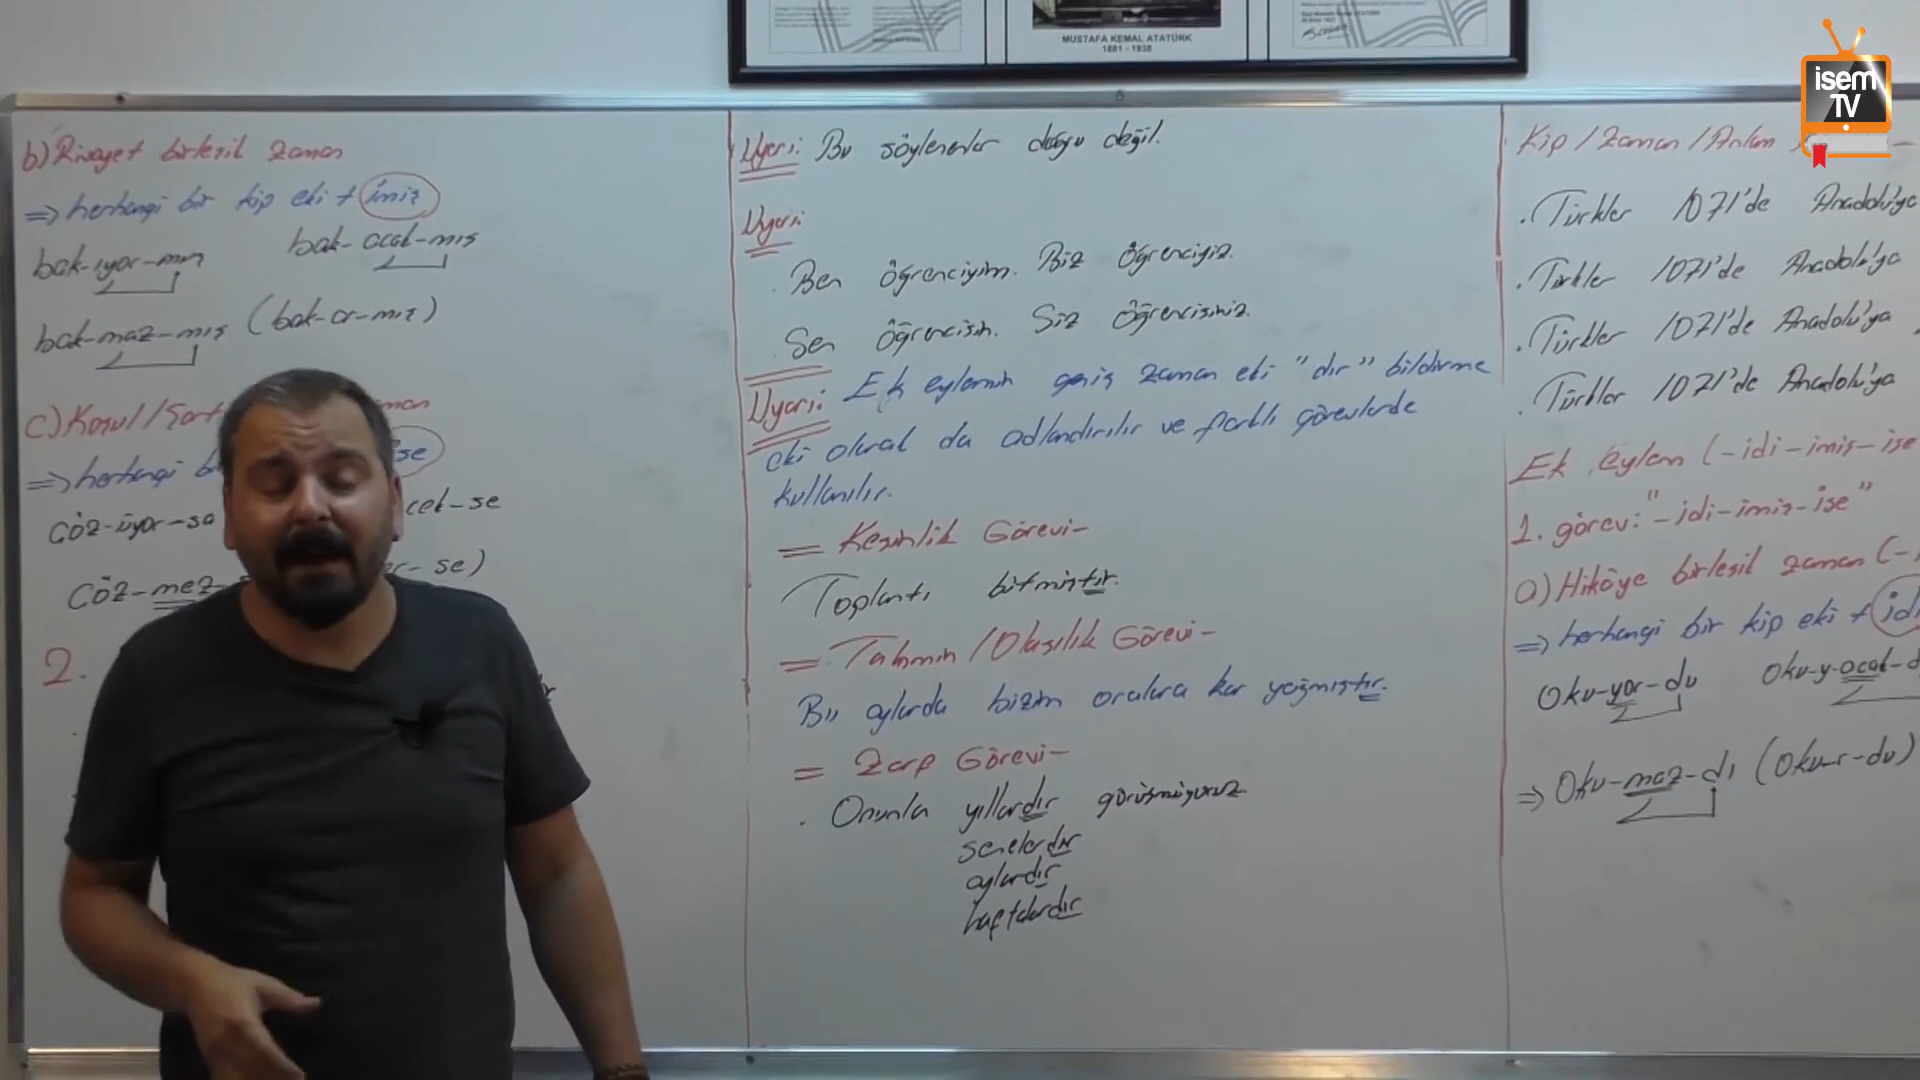 MUSTAFA KEMAL ATATÜRK
1881 - 1938
isem
TV
b) Rivayet birleşik zaman
⇒ herhangi bir kip eki + imiş
bak-ıyor-muş
bak-acak-mış
bak-maz-mış (bak-ar-mış)
c) Koşul/Şart
⇒ herhangi bi
se
çöz-üyor-sa
cek-se
çöz-mez-
r-se)
2.
Uyarı: Bu söylenenler doğru değil.
Uyarı:
Ben öğrenciyim. Biz öğrenciyiz.
Sen öğrencisin. Siz öğrencisiniz.
Uyarı: Ek eylemin geniş zaman eki "dır" bildirme
eki olarak da adlandırılır ve farklı görevlerde
kullanılır.
= Kesinlik Görevi-
Toplantı bitmiştir.
= Tahmin/Olasılık Görevi-
Bu aylarda bizim oralara kar yağmıştır.
= Zarf Görevi-
. Onunla yıllardır görüşmüyoruz
senelerdir
aylardır
haftalardır
Kip/Zaman/Anlam
. Türkler 1071'de Anadolu'ya
. Türkler 1071'de Anadolu'ya
. Türkler 1071'de Anadolu'ya
. Türkler 1071'de Anadolu'ya
Ek eylem (-idi-imiş-ise
1. görev: "-idi-imiş-ise"
a) Hikâye birleşik zaman (-
⇒ herhangi bir kip eki + idi
Oku-yor-du
Oku-y-acak-d
⇒ Oku-maz-dı (Oku-r-du)